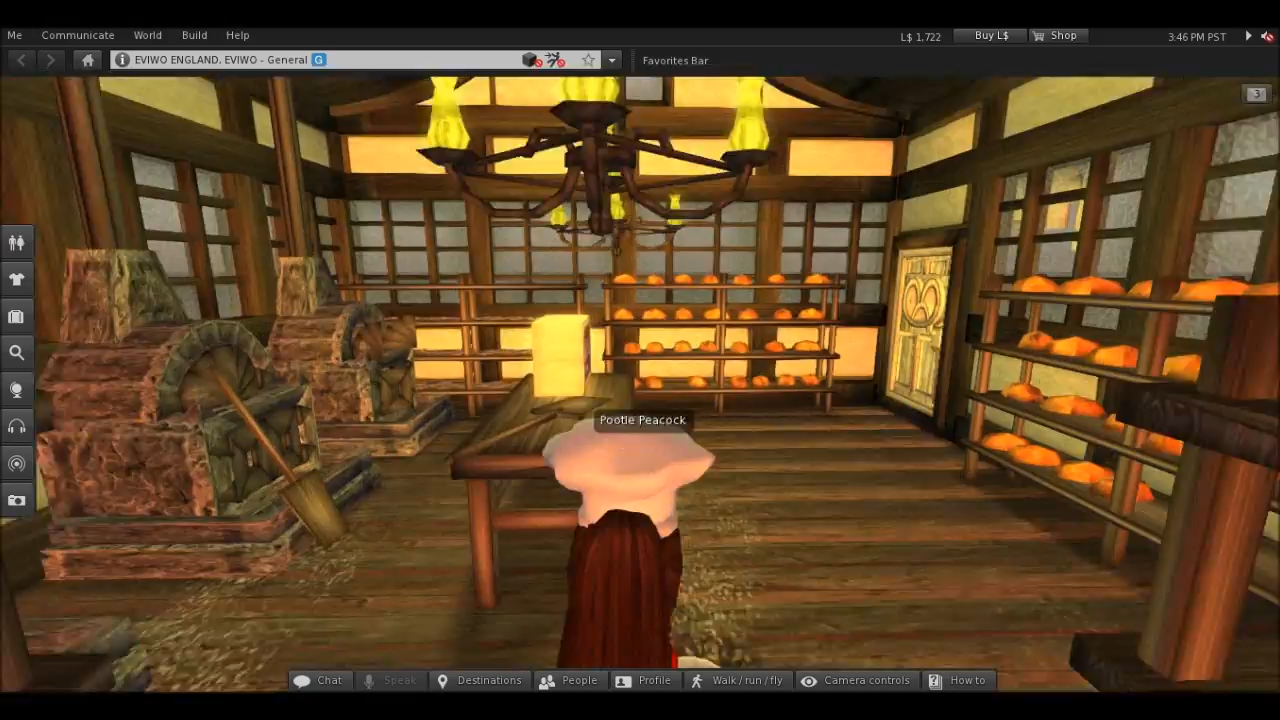 Me Communicate World Build Help
L$ 1,722 Buy L$ Shop 3:46 PM PST
EVIWO ENGLAND, EVIWO - General G
Favorites Bar
3
Pootle Peacock
Chat Speak Destinations People Profile Walk / run / fly Camera controls How to